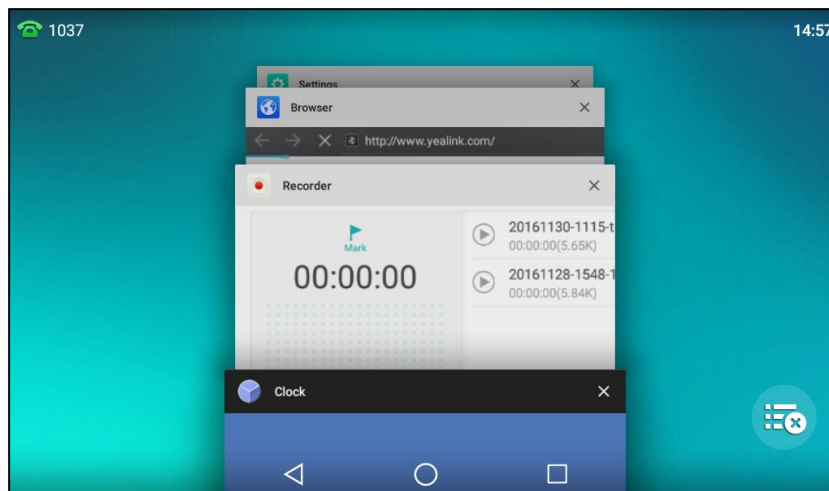 1037
14:57
Settings
Browser
http://www.yealink.com/
Recorder
Mark
00:00:00
20161130-1115-t
00:00:00(5.65K)
20161128-1548-1
00:00:00(5.84K)
Clock